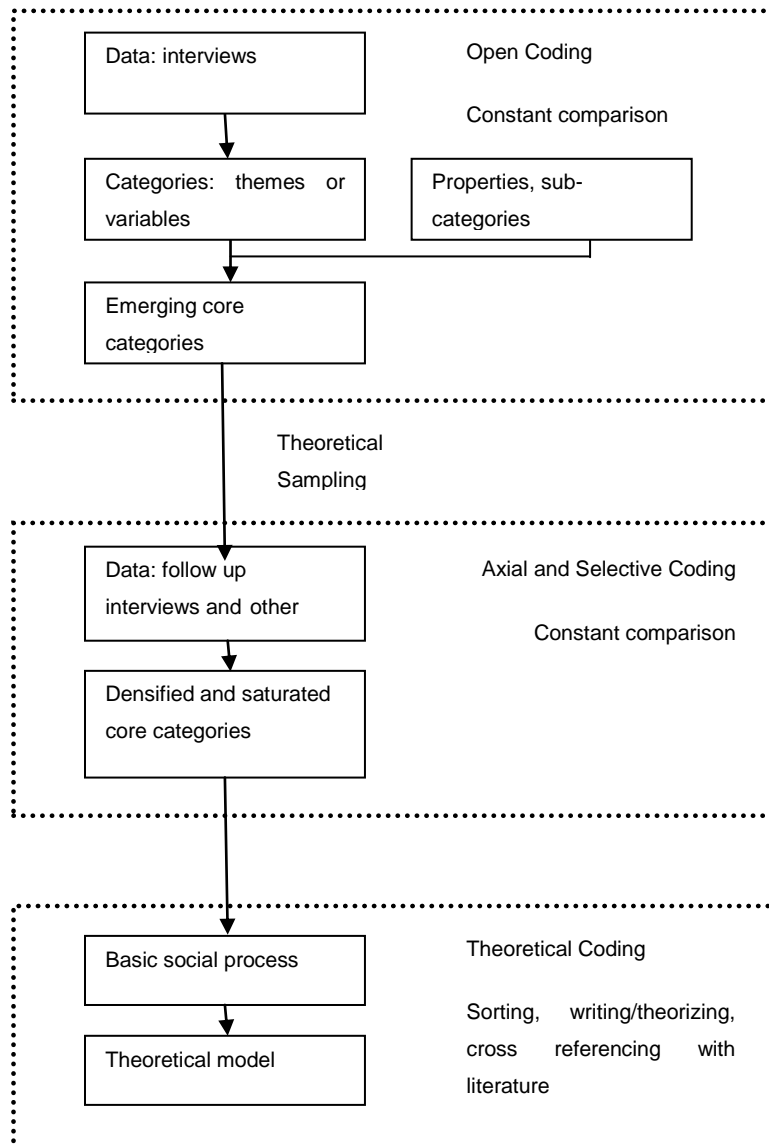 Data: interviews
Open Coding
Constant comparison
Categories: themes or
variables
Properties, sub-
categories
Emerging core
categories
Theoretical
Sampling
Data: follow up
interviews and other
Axial and Selective Coding
Constant comparison
Densified and saturated
core categories
Basic social process
Theoretical Coding
Theoretical model
Sorting, writing/theorizing,
cross referencing with
literature